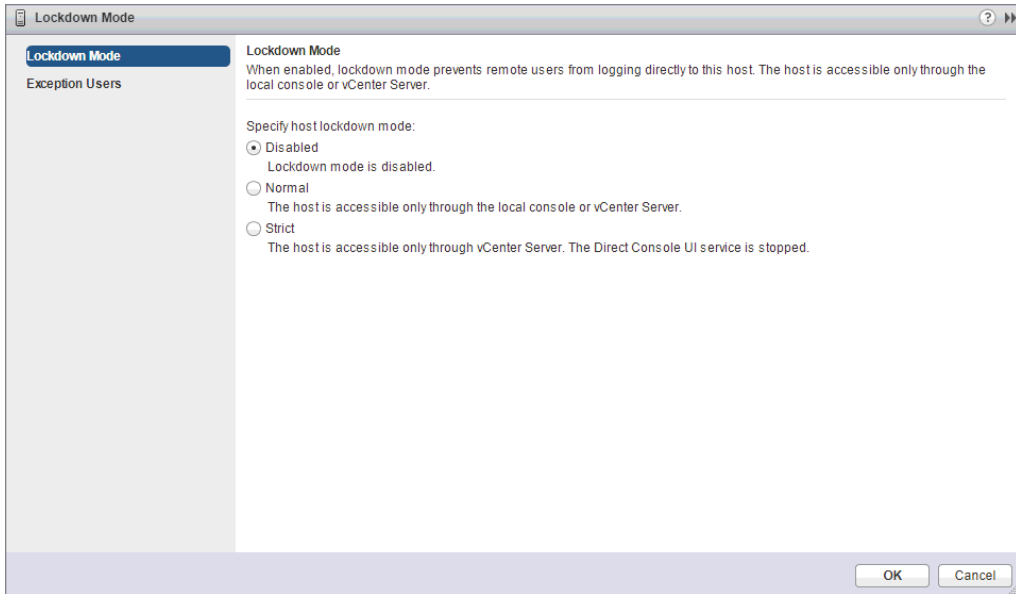 Lockdown Mode
?
Lockdown Mode
Exception Users
Lockdown Mode
When enabled, lockdown mode prevents remote users from logging directly to this host. The host is accessible only through the
local console or vCenter Server.
Specify host lockdown mode:
Disabled
Lockdown mode is disabled.
Normal
The host is accessible only through the local console or vCenter Server.
Strict
The host is accessible only through vCenter Server. The Direct Console UI service is stopped.
OK Cancel